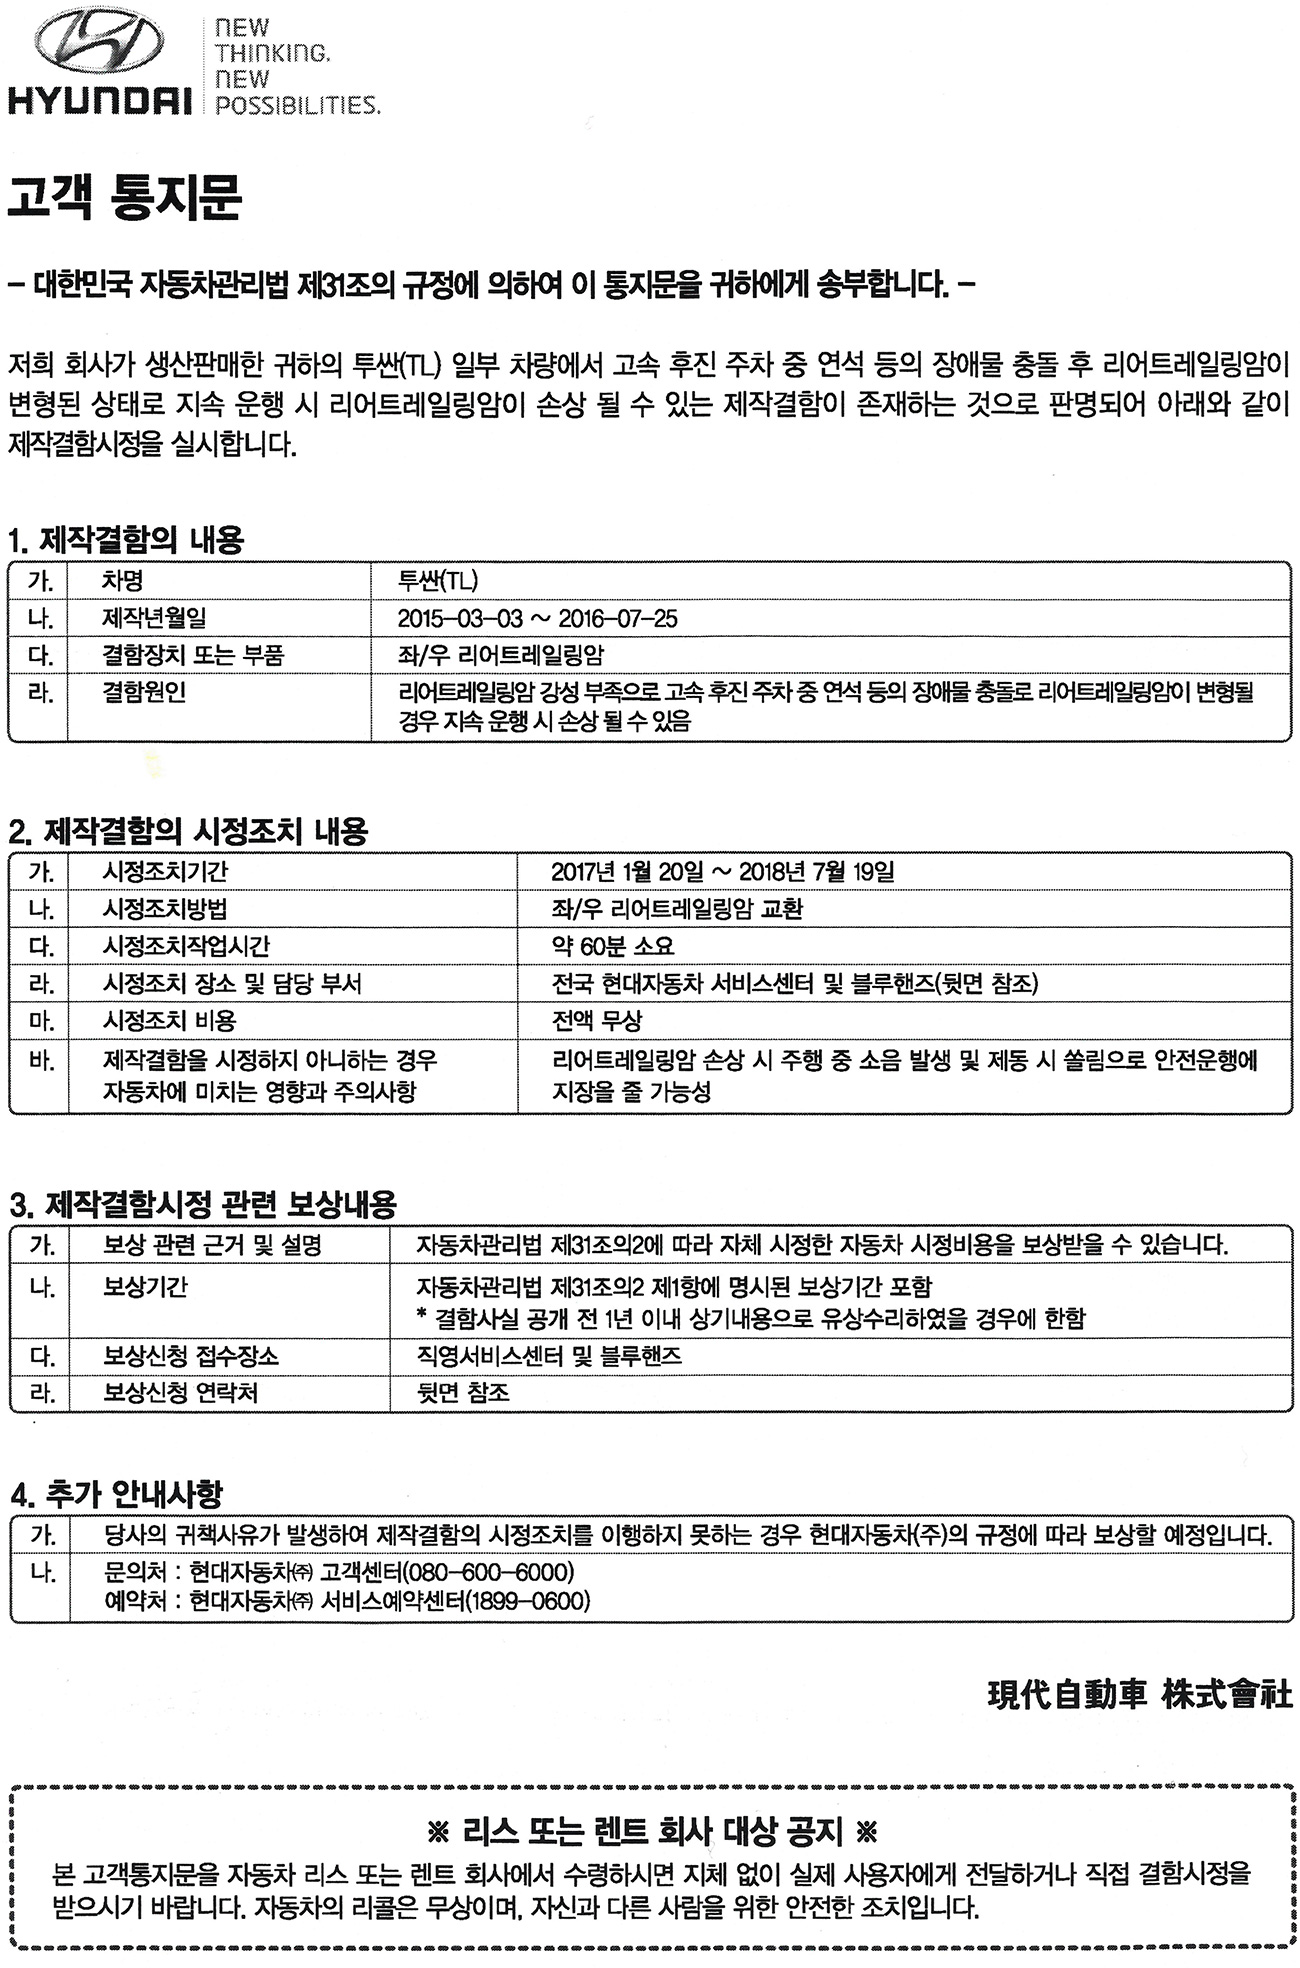 HYUNDAI
NEW
THINKING.
NEW
POSSIBILITIES.
고객 통지문
– 대한민국 자동차관리법 제31조의 규정에 의하여 이 통지문을 귀하에게 송부합니다. –
저희 회사가 생산판매한 귀하의 투싼(TL) 일부 차량에서 고속 후진 주차 중 연석 등의 장애물 충돌 후 리어트레일링암이
변형된 상태로 지속 운행 시 리어트레일링암이 손상 될 수 있는 제작결함이 존재하는 것으로 판명되어 아래와 같이
제작결함시정을 실시합니다.
1. 제작결함의 내용
가. 차명 투싼(TL)
나. 제작년월일 2015–03–03 ~ 2016–07–25
다. 결함장치 또는 부품 좌/우 리어트레일링암
라. 결함원인 리어트레일링암 강성 부족으로 고속 후진 주차 중 연석 등의 장애물 충돌로 리어트레일링암이 변형될
경우 지속 운행 시 손상 될 수 있음
2. 제작결함의 시정조치 내용
가. 시정조치기간 2017년 1월 20일 ~ 2018년 7월 19일
나. 시정조치방법 좌/우 리어트레일링암 교환
다. 시정조치작업시간 약 60분 소요
라. 시정조치 장소 및 담당 부서 전국 현대자동차 서비스센터 및 블루핸즈(뒷면 참조)
마. 시정조치 비용 전액 무상
바. 제작결함을 시정하지 아니하는 경우 리어트레일링암 손상 시 주행 중 소음 발생 및 제동 시 쏠림으로 안전운행에
자동차에 미치는 영향과 주의사항 지장을 줄 가능성
3. 제작결함시정 관련 보상내용
가. 보상 관련 근거 및 설명 자동차관리법 제31조의2에 따라 자체 시정한 자동차 시정비용을 보상받을 수 있습니다.
나. 보상기간 자동차관리법 제31조의2 제1항에 명시된 보상기간 포함
* 결함사실 공개 전 1년 이내 상기내용으로 유상수리하였을 경우에 한함
다. 보상신청 접수장소 직영서비스센터 및 블루핸즈
라. 보상신청 연락처 뒷면 참조
4. 추가 안내사항
가. 당사의 귀책사유가 발생하여 제작결함의 시정조치를 이행하지 못하는 경우 현대자동차(주)의 규정에 따라 보상할 예정입니다.
나. 문의처 : 현대자동차㈜ 고객센터(080–600–6000)
예약처 : 현대자동차㈜ 서비스예약센터(1899–0600)
現代自動車 株式會社
※ 리스 또는 렌트 회사 대상 공지 ※
본 고객통지문을 자동차 리스 또는 렌트 회사에서 수령하시면 지체 없이 실제 사용자에게 전달하거나 직접 결함시정을
받으시기 바랍니다. 자동차의 리콜은 무상이며, 자신과 다른 사람을 위한 안전한 조치입니다.